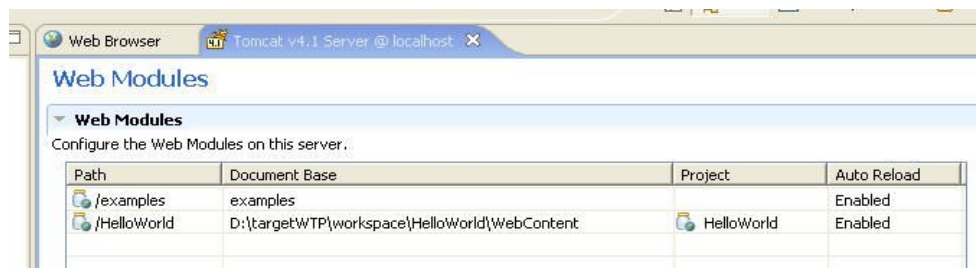 Web Browser Tomcat v4.1 Server @ localhost
Web Modules
Web Modules
Configure the Web Modules on this server.
Path Document Base Project Auto Reload
/examples examples Enabled
/HelloWorld D:\targetWTP\workspace\HelloWorld\WebContent HelloWorld Enabled